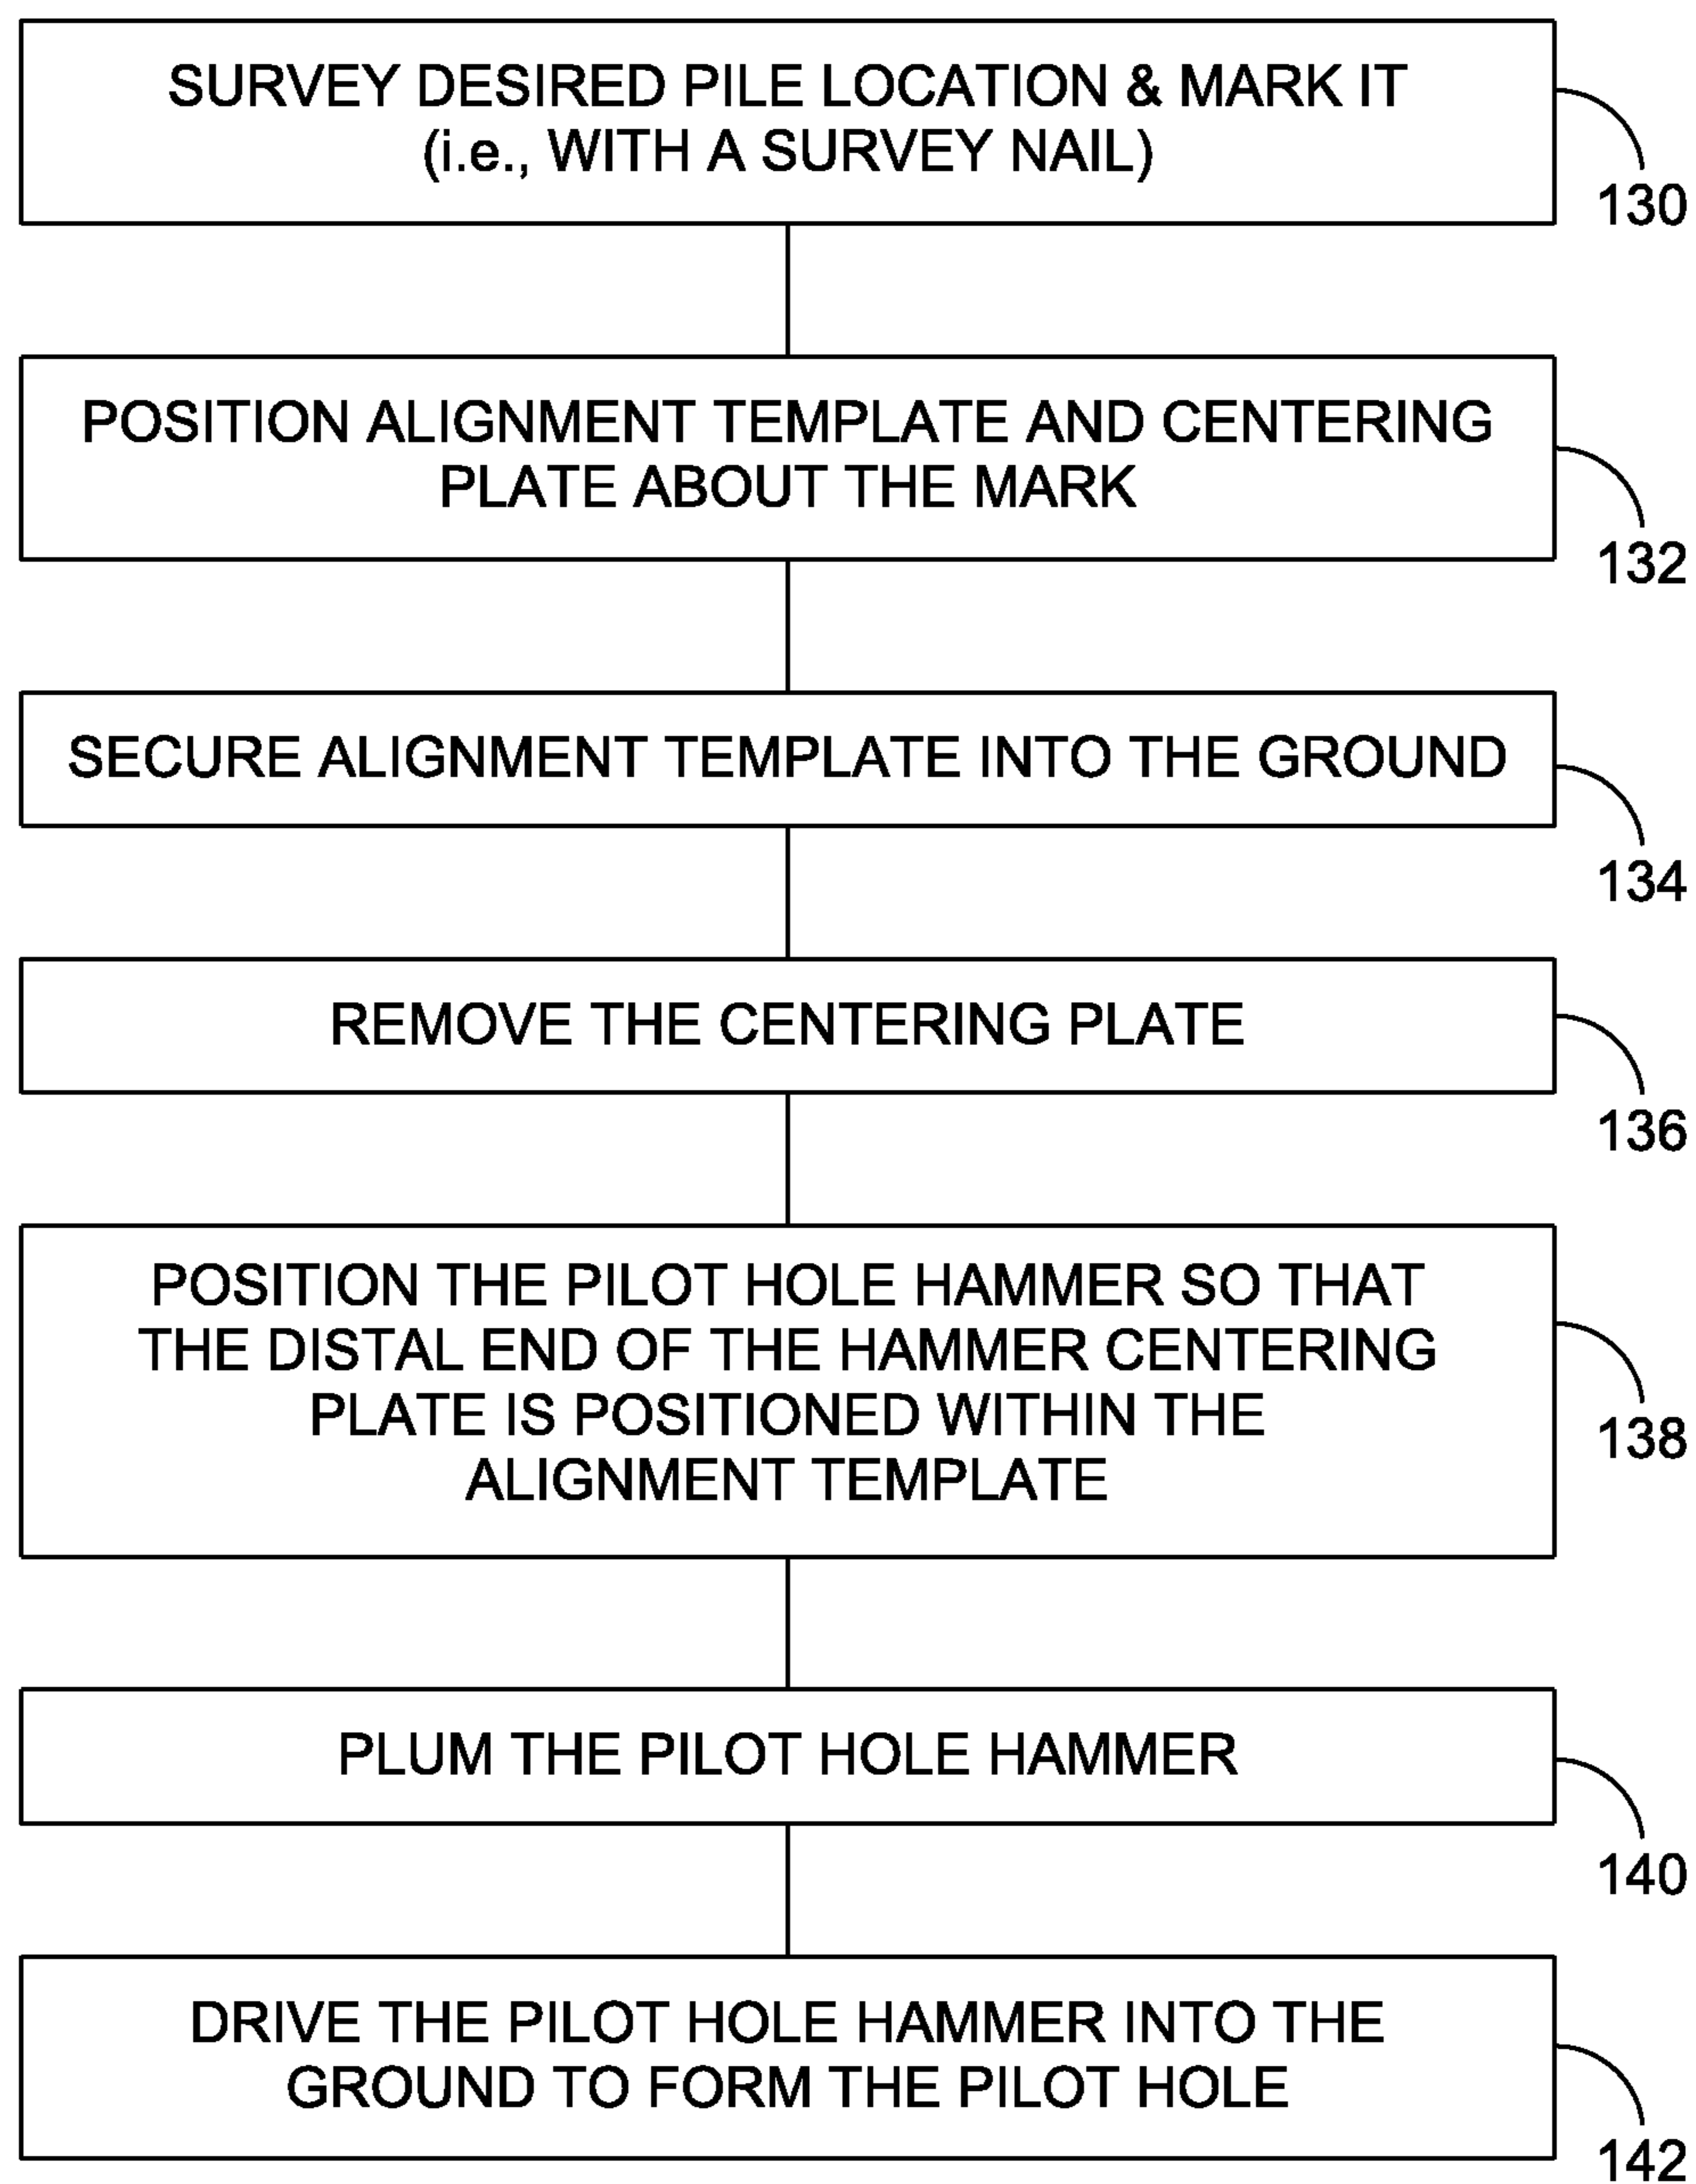 SURVEY DESIRED PILE LOCATION & MARK IT
(i.e., WITH A SURVEY NAIL)
130
POSITION ALIGNMENT TEMPLATE AND CENTERING
PLATE ABOUT THE MARK
132
SECURE ALIGNMENT TEMPLATE INTO THE GROUND
134
REMOVE THE CENTERING PLATE
136
POSITION THE PILOT HOLE HAMMER SO THAT
THE DISTAL END OF THE HAMMER CENTERING
PLATE IS POSITIONED WITHIN THE
ALIGNMENT TEMPLATE
138
PLUM THE PILOT HOLE HAMMER
140
DRIVE THE PILOT HOLE HAMMER INTO THE
GROUND TO FORM THE PILOT HOLE
142